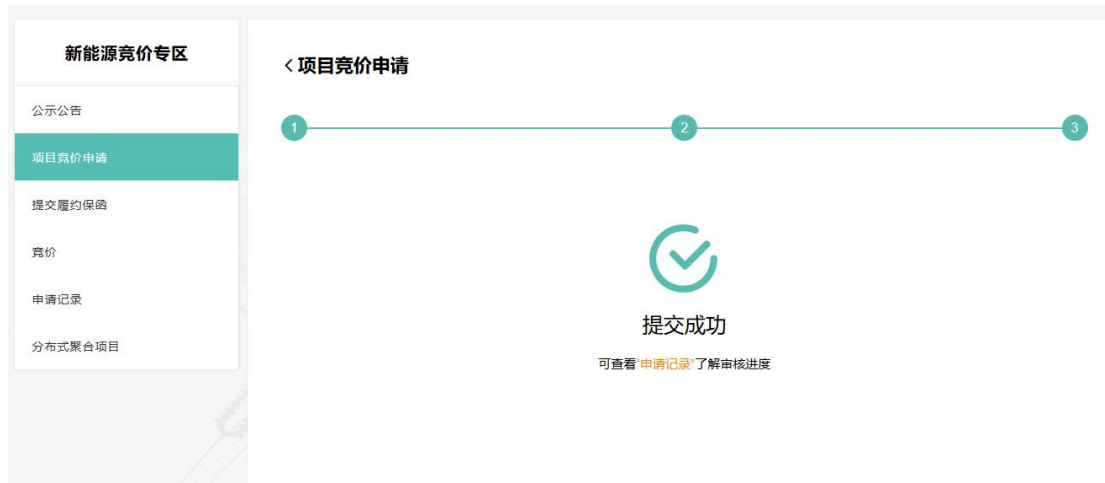 新能源竞价专区
公示公告
项目竞价申请
提交履约保函
竞价
申请记录
分布式聚合项目
<项目竞价申请
1 2 3
提交成功
可查看“申请记录”了解审核进度